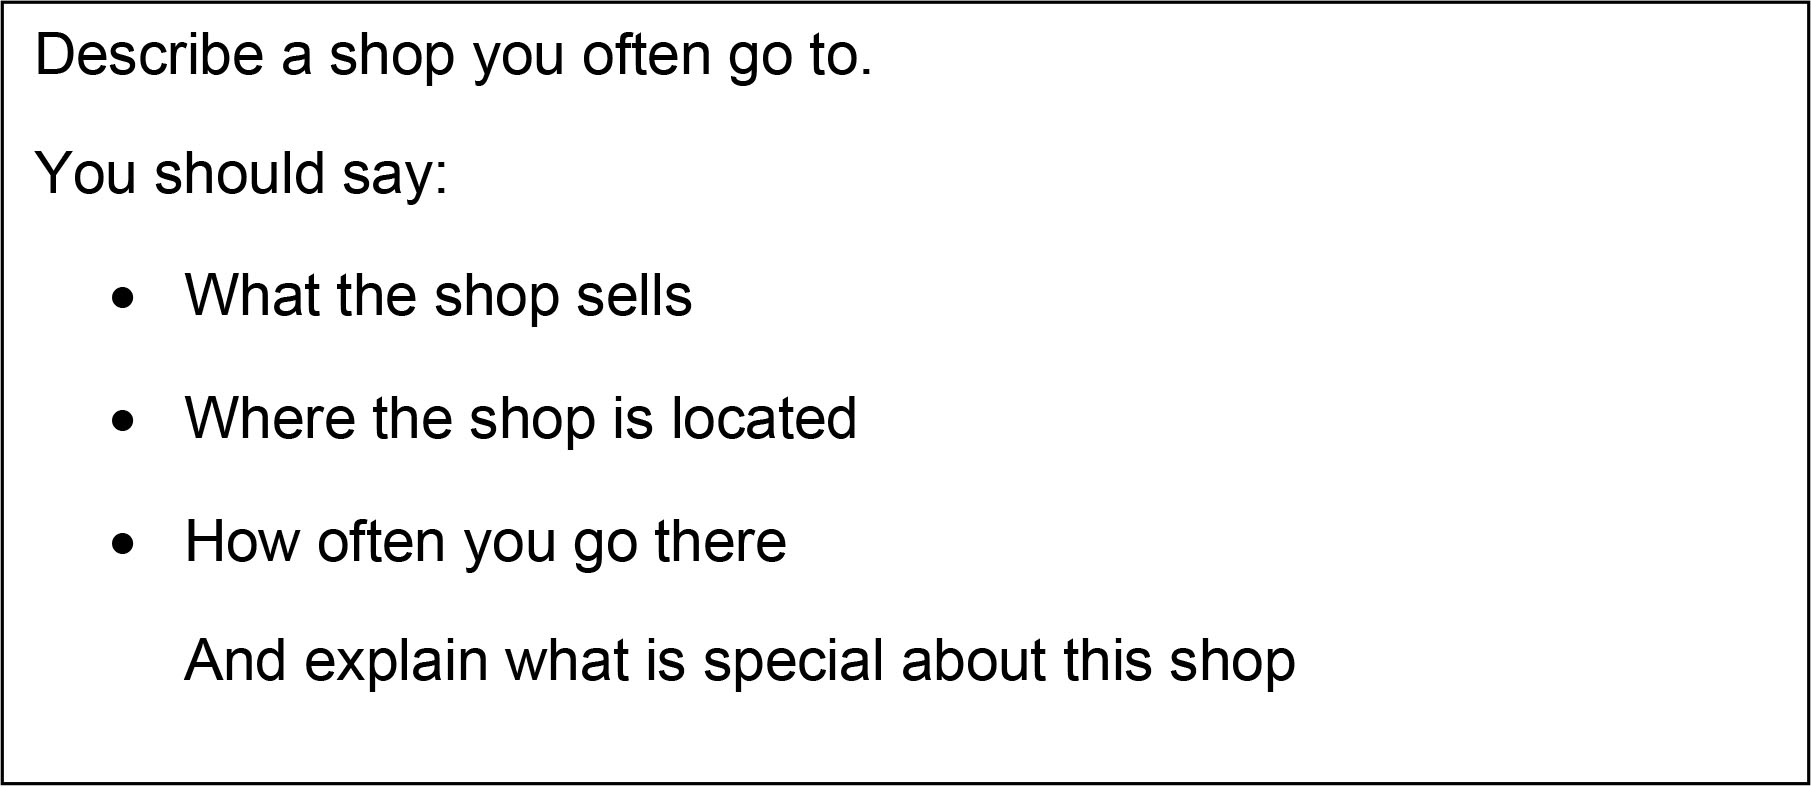 Describe a shop you often go to.
You should say:
• What the shop sells
• Where the shop is located
• How often you go there
And explain what is special about this shop